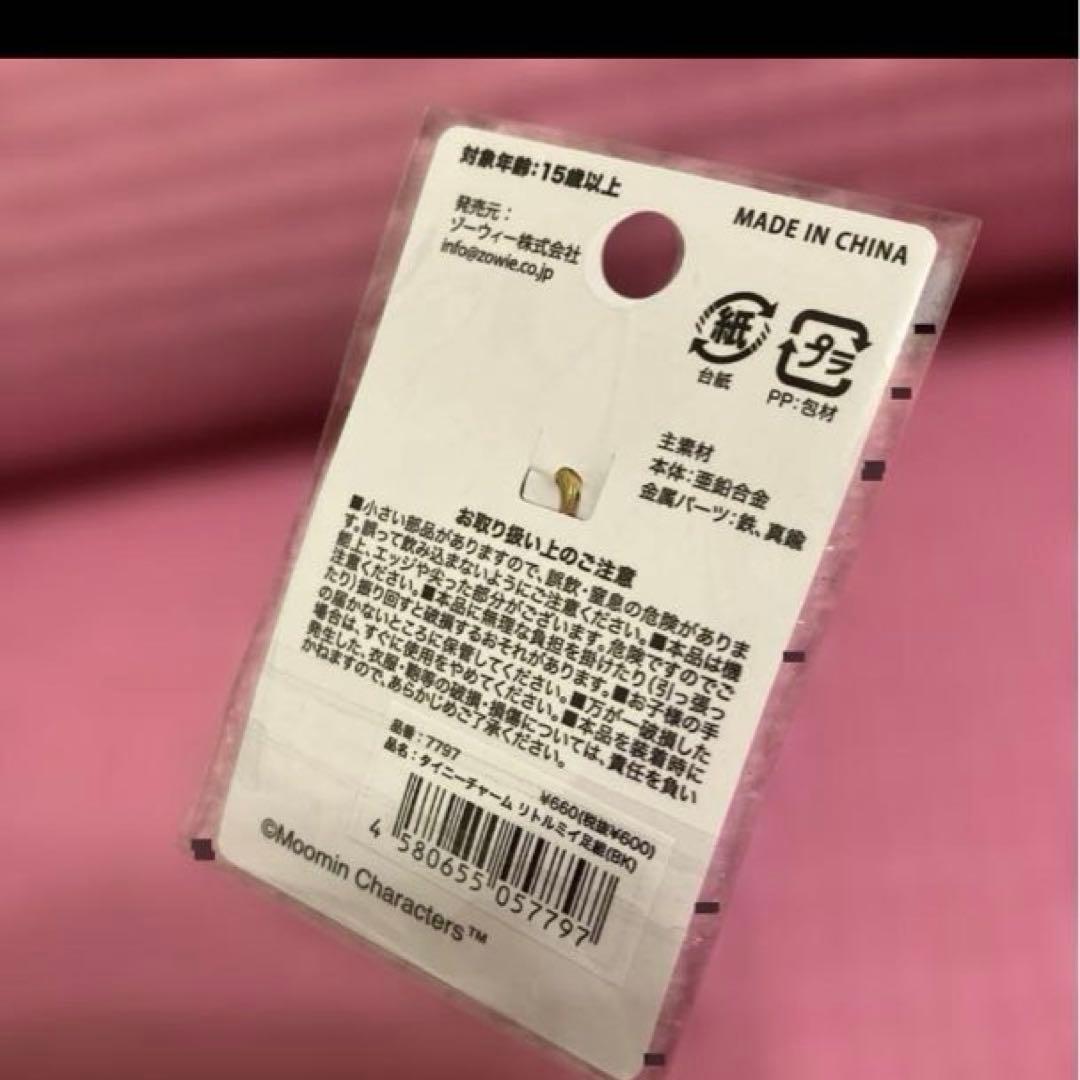 対象年齢：15歳以上
発売元：
ゾーウィー株式会社
info@zowie.co.jp
MADE IN CHINA
紙
台紙
プラ
PP：包材
主素材
本体：亜鉛合金
金属パーツ：鉄、真鍮
お取り扱い上のご注意
■小さい部品がありますので、誤飲・窒息の危険がありま
す。誤って飲み込まないようにご注意ください。■本品は機
能上、エッジや尖った部分がございます。危険ですのでご
注意ください。■本品に無理な負担を掛けたり（引っ張っ
たり）振り回すと破損するおそれがあります。■お子様の手
の届かないところに保管してください。■万が一破損した
場合は、すぐに使用をやめてください。■本品を装着時に
発生した、衣服・鞄等の破損・損傷については、責任を負い
かねますので、あらかじめご了承ください。
品番：7797
¥660(税抜¥600)
品名：タイニーチャーム リトルミイ足組(BK)
4 580655 057797
©Moomin Characters™